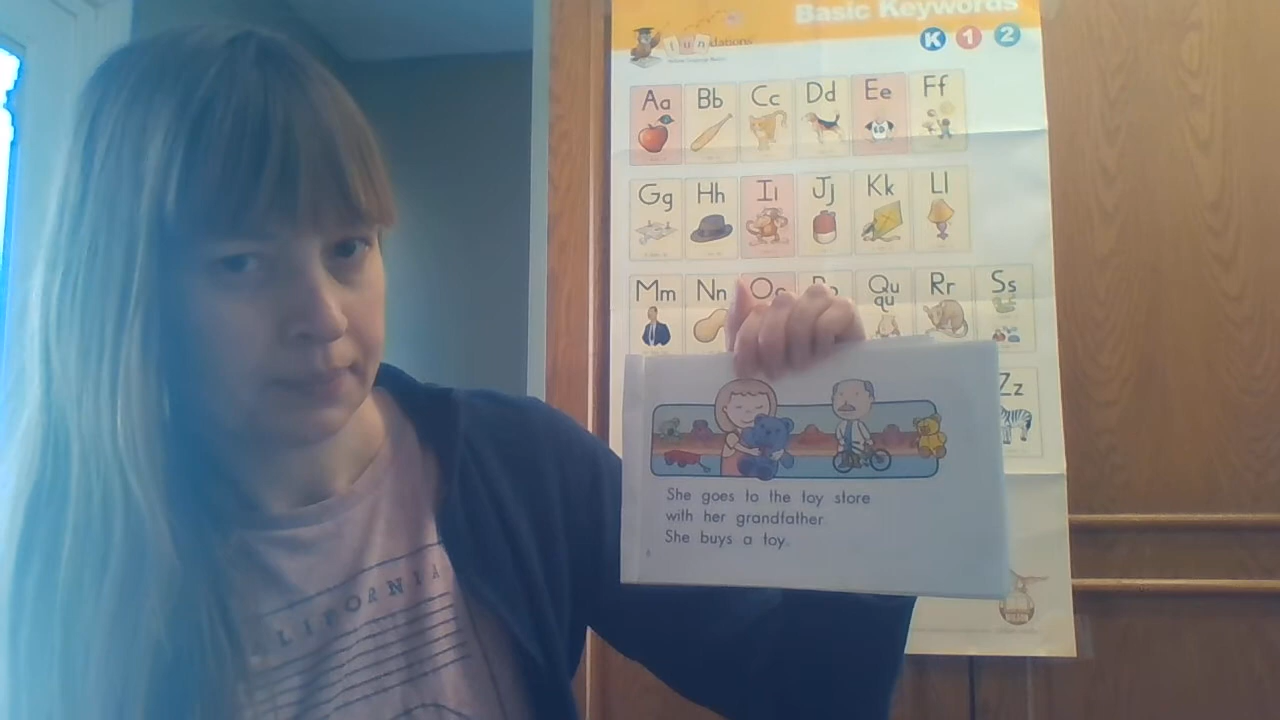 Basic Keywords
fundations
K 1 2
Aa Bb Cc Dd Ee Ff
Gg Hh Ii Jj Kk Ll
Mm Nn Qu Rr Ss
qu
Zz
She goes to the toy store
with her grandfather.
She buys a toy.
CALIFORNIA